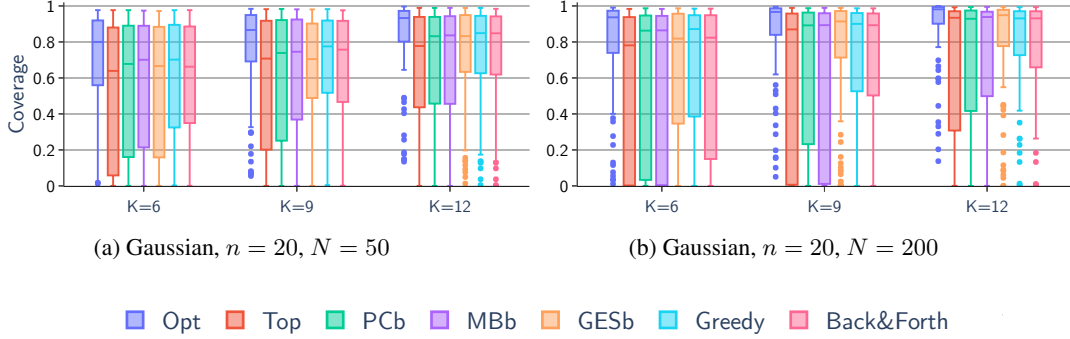 Coverage
1
0.8
0.6
0.4
0.2
0
K=6 K=9 K=12
(a) Gaussian, n = 20, N = 50
1
0.8
0.6
0.4
0.2
0
K=6 K=9 K=12
(b) Gaussian, n = 20, N = 200
Opt Top PCb MBb GESb Greedy Back&Forth